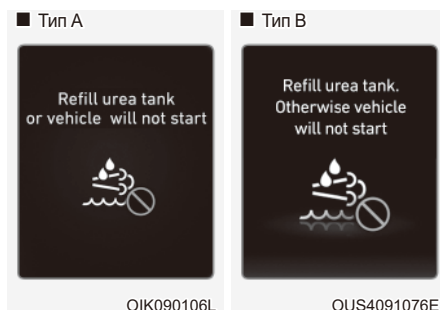 ■ Тип A
Refill urea tank
or vehicle will not start
OIK090106L
■ Тип B
Refill urea tank.
Otherwise vehicle
will not start
OUS4091076E